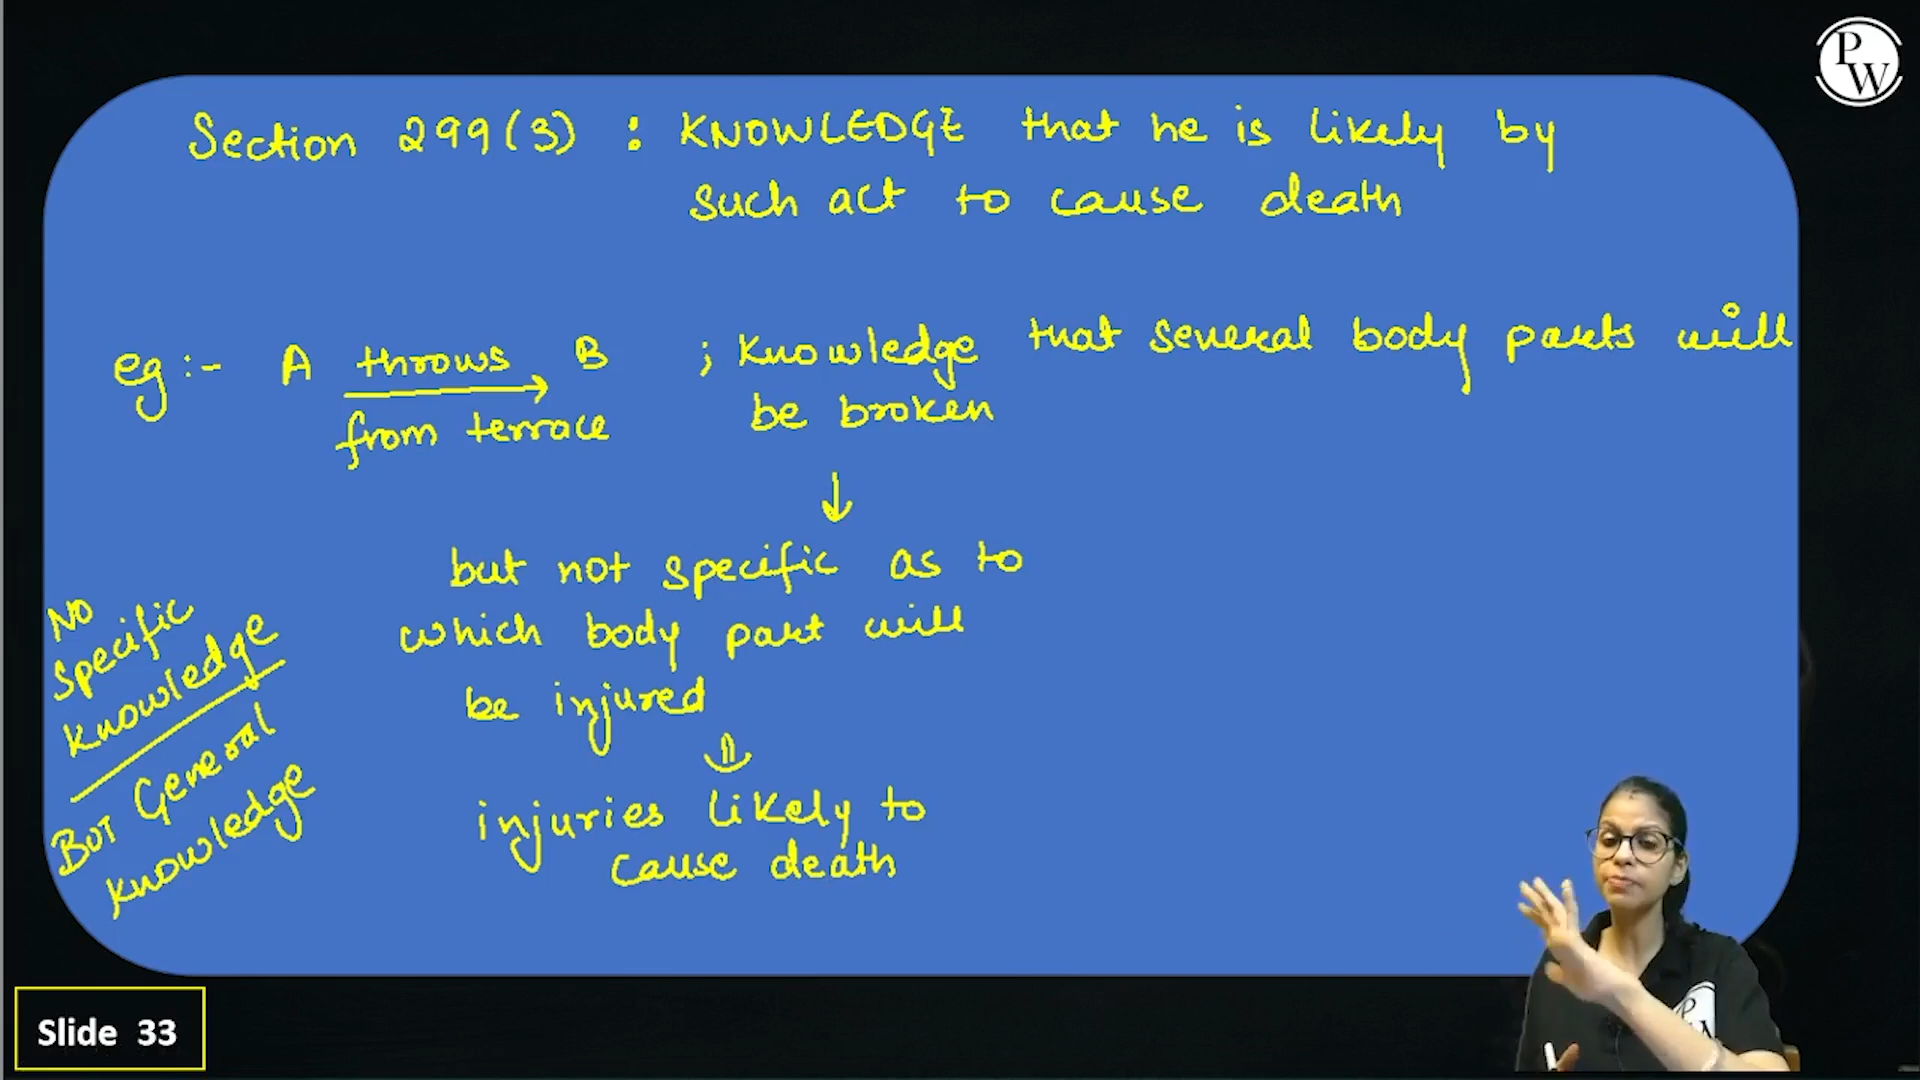 PW
Section 299(3) : KNOWLEDGE that he is likely by
such act to cause death
eg :- A throws B ; Knowledge that several body parts will
from terrace be broken
↓
but not specific as to
which body part will
be injured
⇓
injuries likely to
cause death
NO
Specific
Knowledge
BUT General
Knowledge
Slide 33
P
W